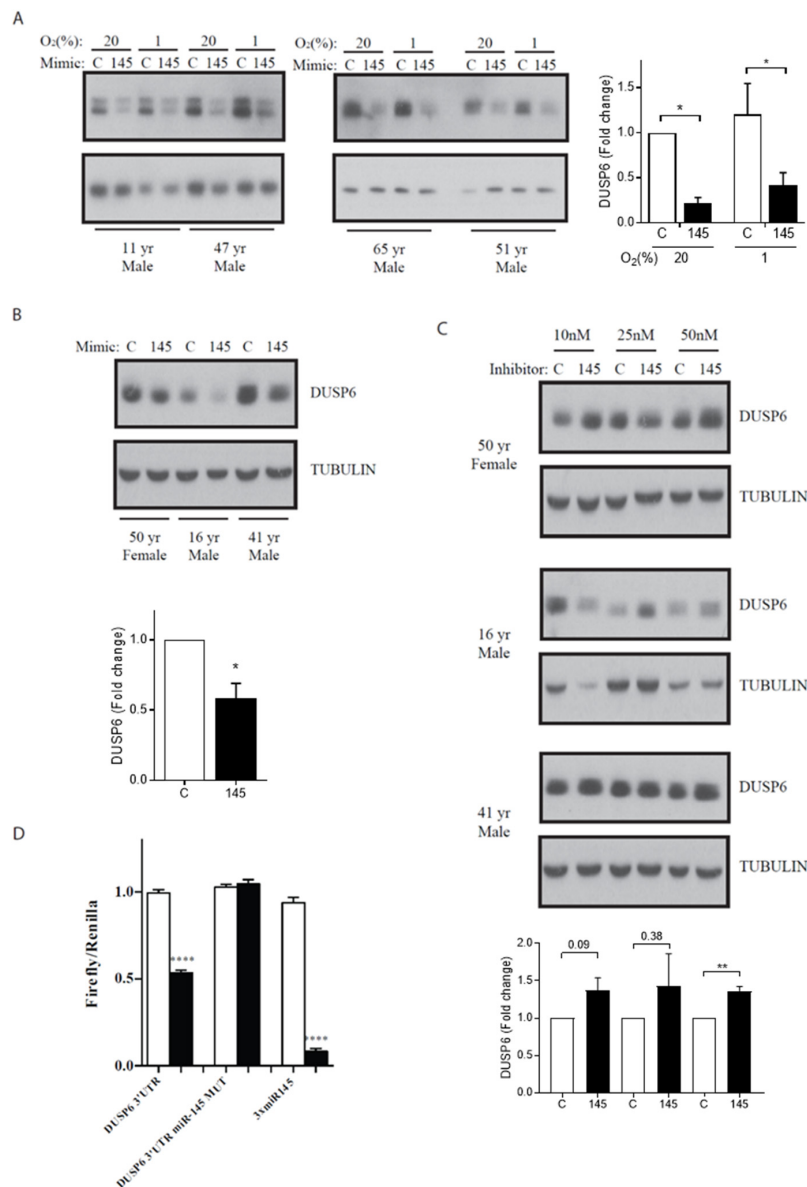 A
O₂(%): 20 1 20 1
Mimic: C 145 C 145 C 145 C 145
11 yr Male
47 yr Male
O₂(%): 20 1 20 1
Mimic: C 145 C 145 C 145 C 145
65 yr Male
51 yr Male
DUSP6 (Fold change)
1.5
1.0
0.5
0.0
*
*
C 145 C 145
O₂(%) 20 1
B
Mimic: C 145 C 145 C 145
DUSP6
TUBULIN
50 yr Female
16 yr Male
41 yr Male
DUSP6 (Fold change)
1.0
0.5
0.0
*
C 145
C
10nM 25nM 50nM
Inhibitor: C 145 C 145 C 145
50 yr Female
DUSP6
TUBULIN
16 yr Male
DUSP6
TUBULIN
41 yr Male
DUSP6
TUBULIN
DUSP6 (Fold change)
2.0
1.5
1.0
0.5
0.0
0.09
0.38
**
C 145 C 145 C 145
D
Firefly/Renilla
1.0
0.5
0.0
****
****
DUSP6 3'UTR
DUSP6 3'UTR miR-145 MUT
3xmiR145